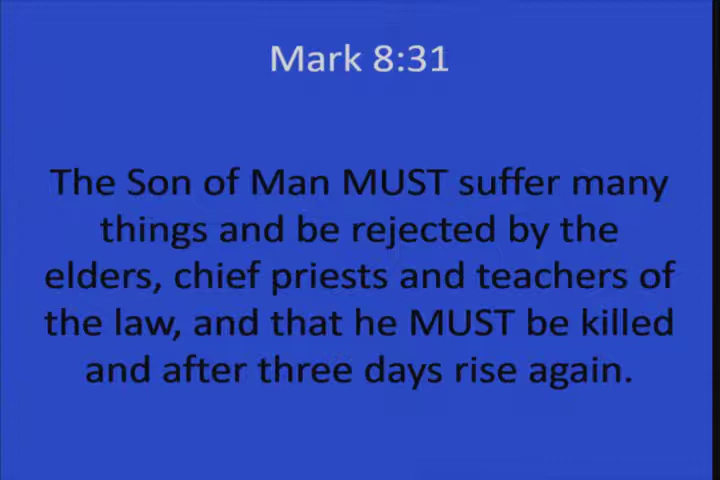 Mark 8:31
The Son of Man MUST suffer many
things and be rejected by the
elders, chief priests and teachers of
the law, and that he MUST be killed
and after three days rise again.